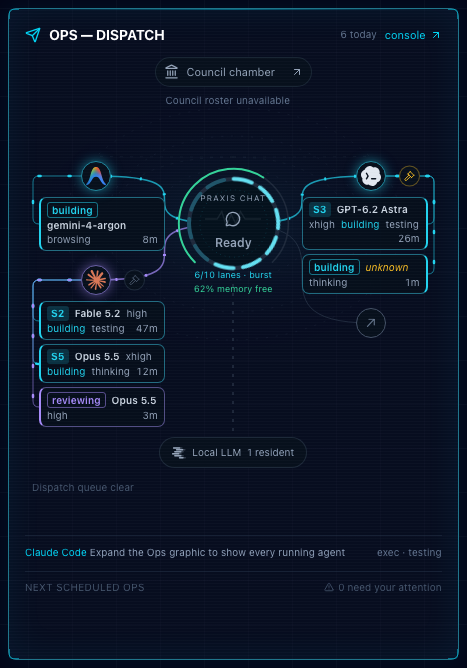 OPS — DISPATCH
6 today console
Council chamber
Council roster unavailable
PRAXIS CHAT
Ready
6/10 lanes · burst
62% memory free
building
gemini-4-argon
browsing 8m
S2 Fable 5.2 high
building testing 47m
S5 Opus 5.5 xhigh
building thinking 12m
reviewing Opus 5.5
high 3m
S3 GPT-6.2 Astra
xhigh building testing
26m
building unknown
thinking 1m
Local LLM 1 resident
Dispatch queue clear
Claude Code Expand the Ops graphic to show every running agent exec · testing
NEXT SCHEDULED OPS 0 need your attention